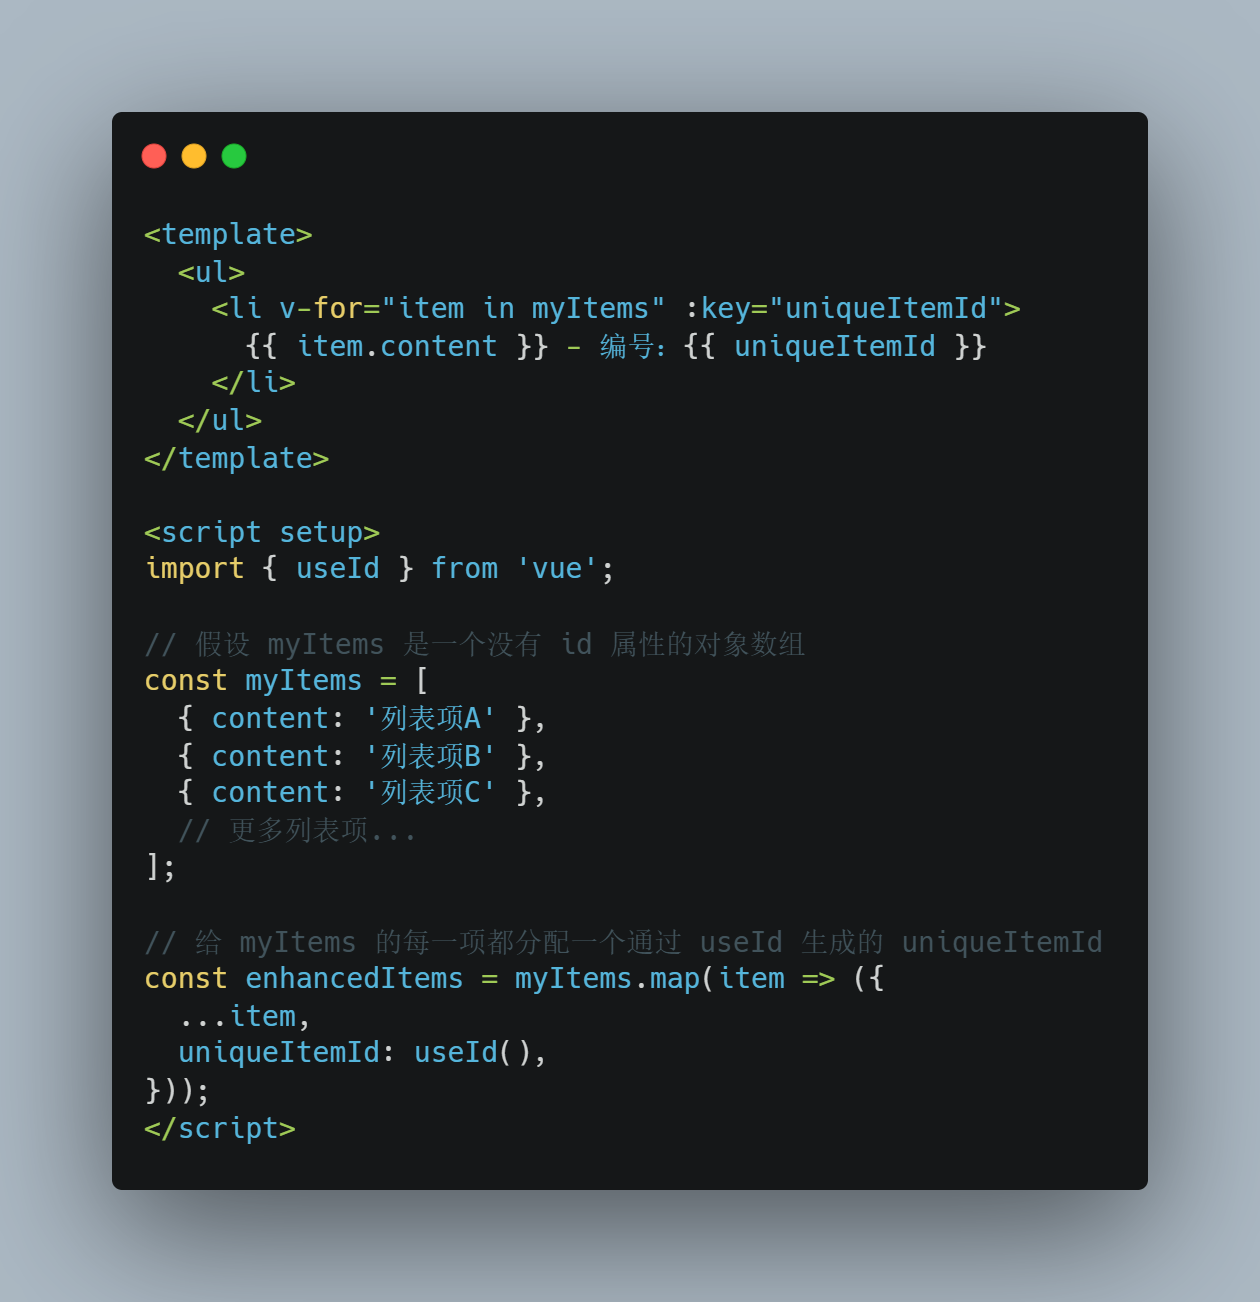 <template>
  <ul>
    <li v-for="item in myItems" :key="uniqueItemId">
      {{ item.content }} - 编号：{{ uniqueItemId }}
    </li>
  </ul>
</template>

<script setup>
import { useId } from 'vue';

// 假设 myItems 是一个没有 id 属性的对象数组
const myItems = [
  { content: '列表项A' },
  { content: '列表项B' },
  { content: '列表项C' },
  // 更多列表项...
];

// 给 myItems 的每一项都分配一个通过 useId 生成的 uniqueItemId
const enhancedItems = myItems.map(item => ({
  ...item,
  uniqueItemId: useId(),
}));
</script>